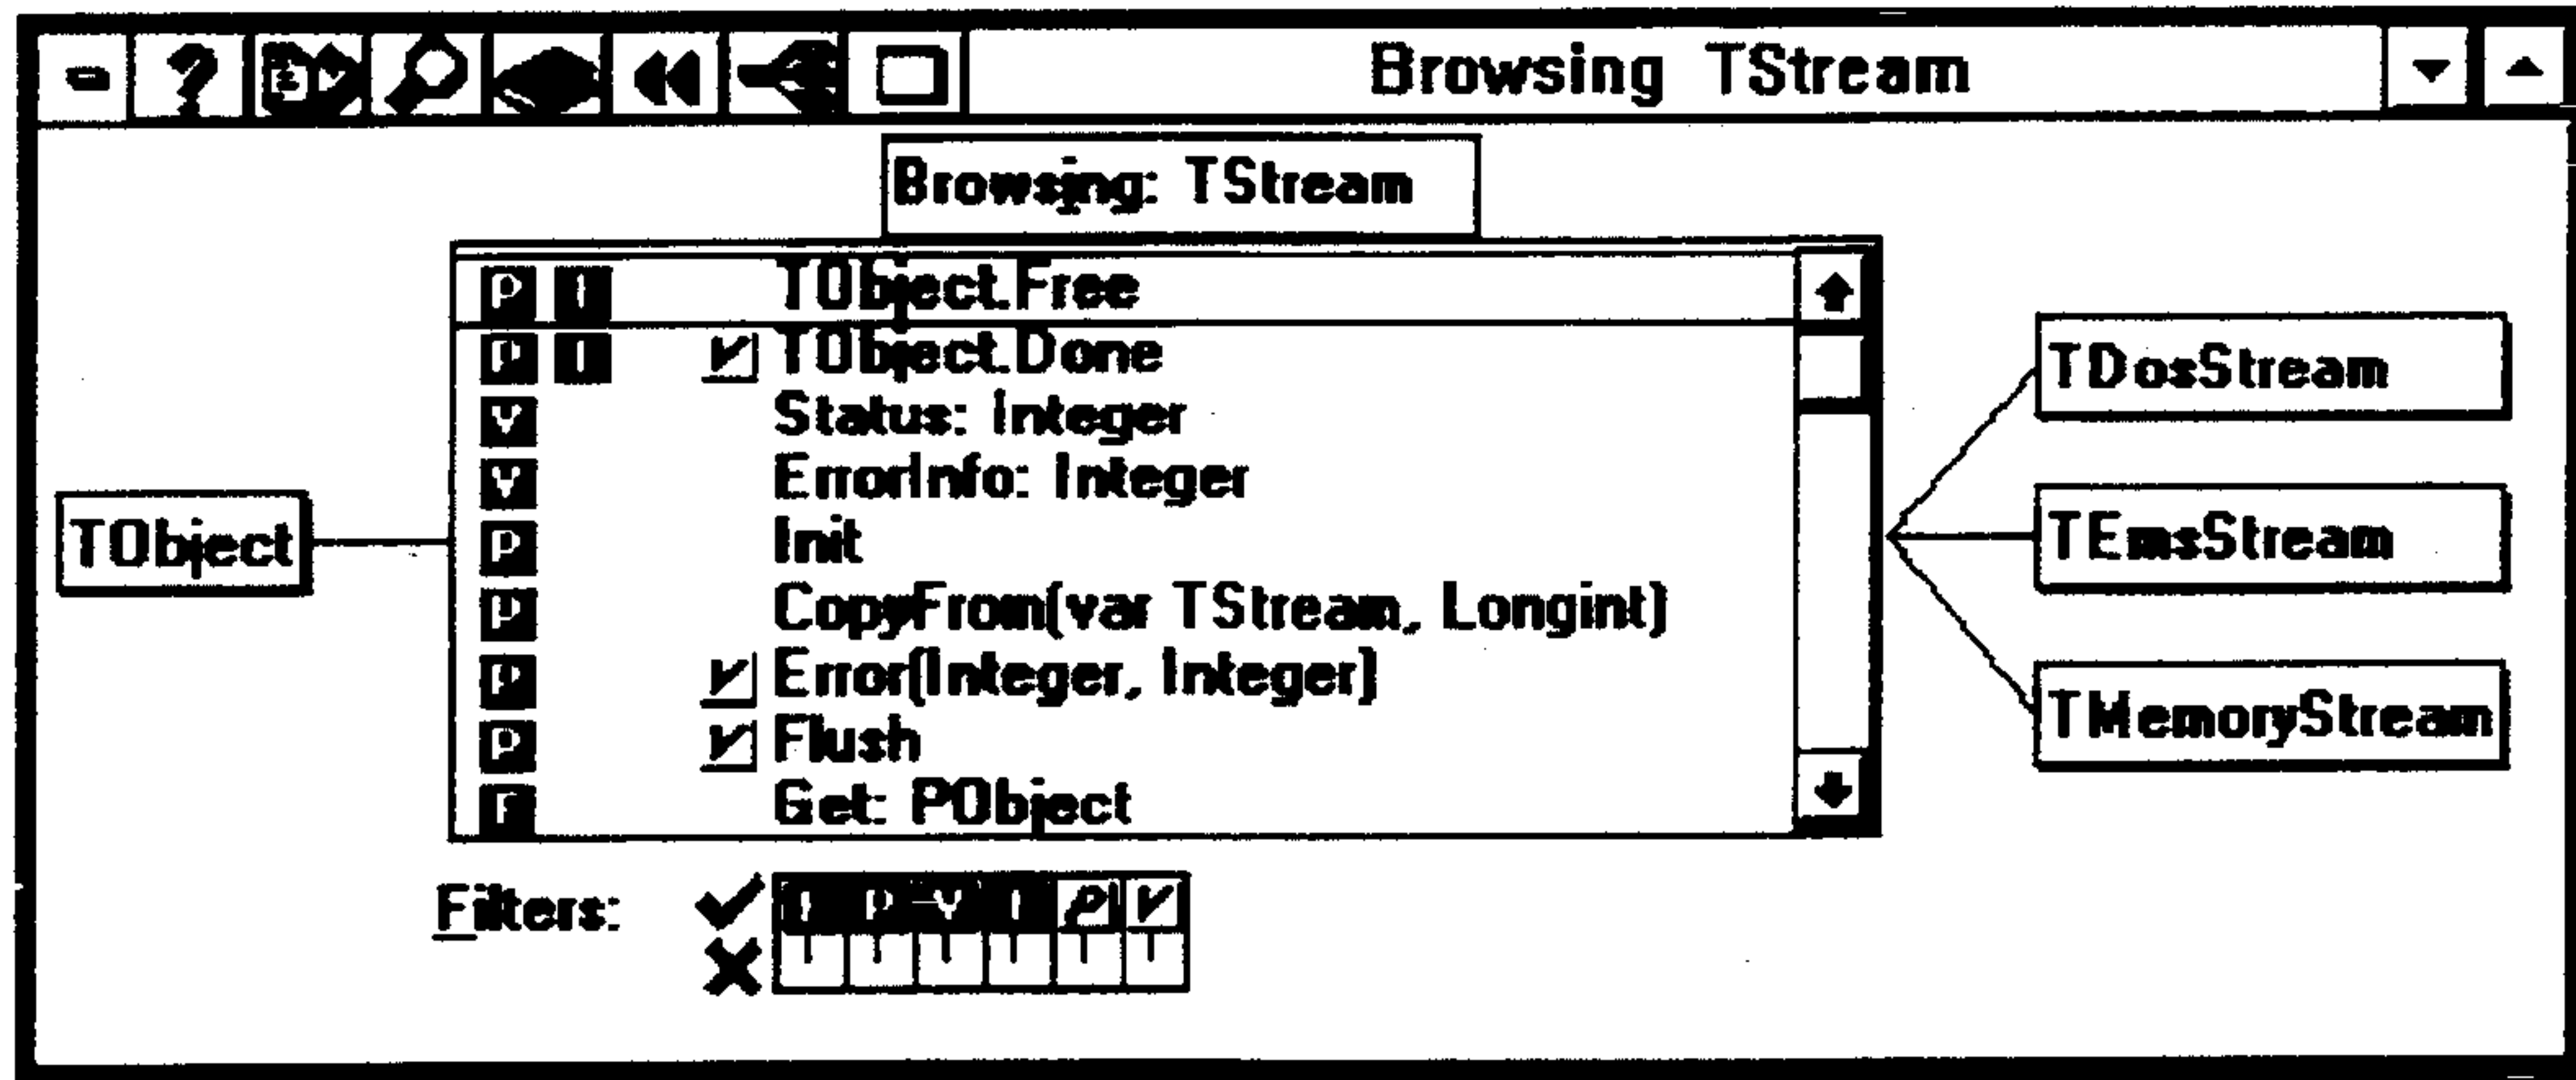 ? Browsing TStream
Browsing: TStream
P I TObject.Free
P I V TObject.Done
V Status: Integer
V ErrorInfo: Integer
P Init
P CopyFrom(var TStream, Longint)
P V Error(Integer, Integer)
P V Flush
F Get: PObject
TObject
TDosStream
TEmsStream
TMemoryStream
Filters: F P V I P V